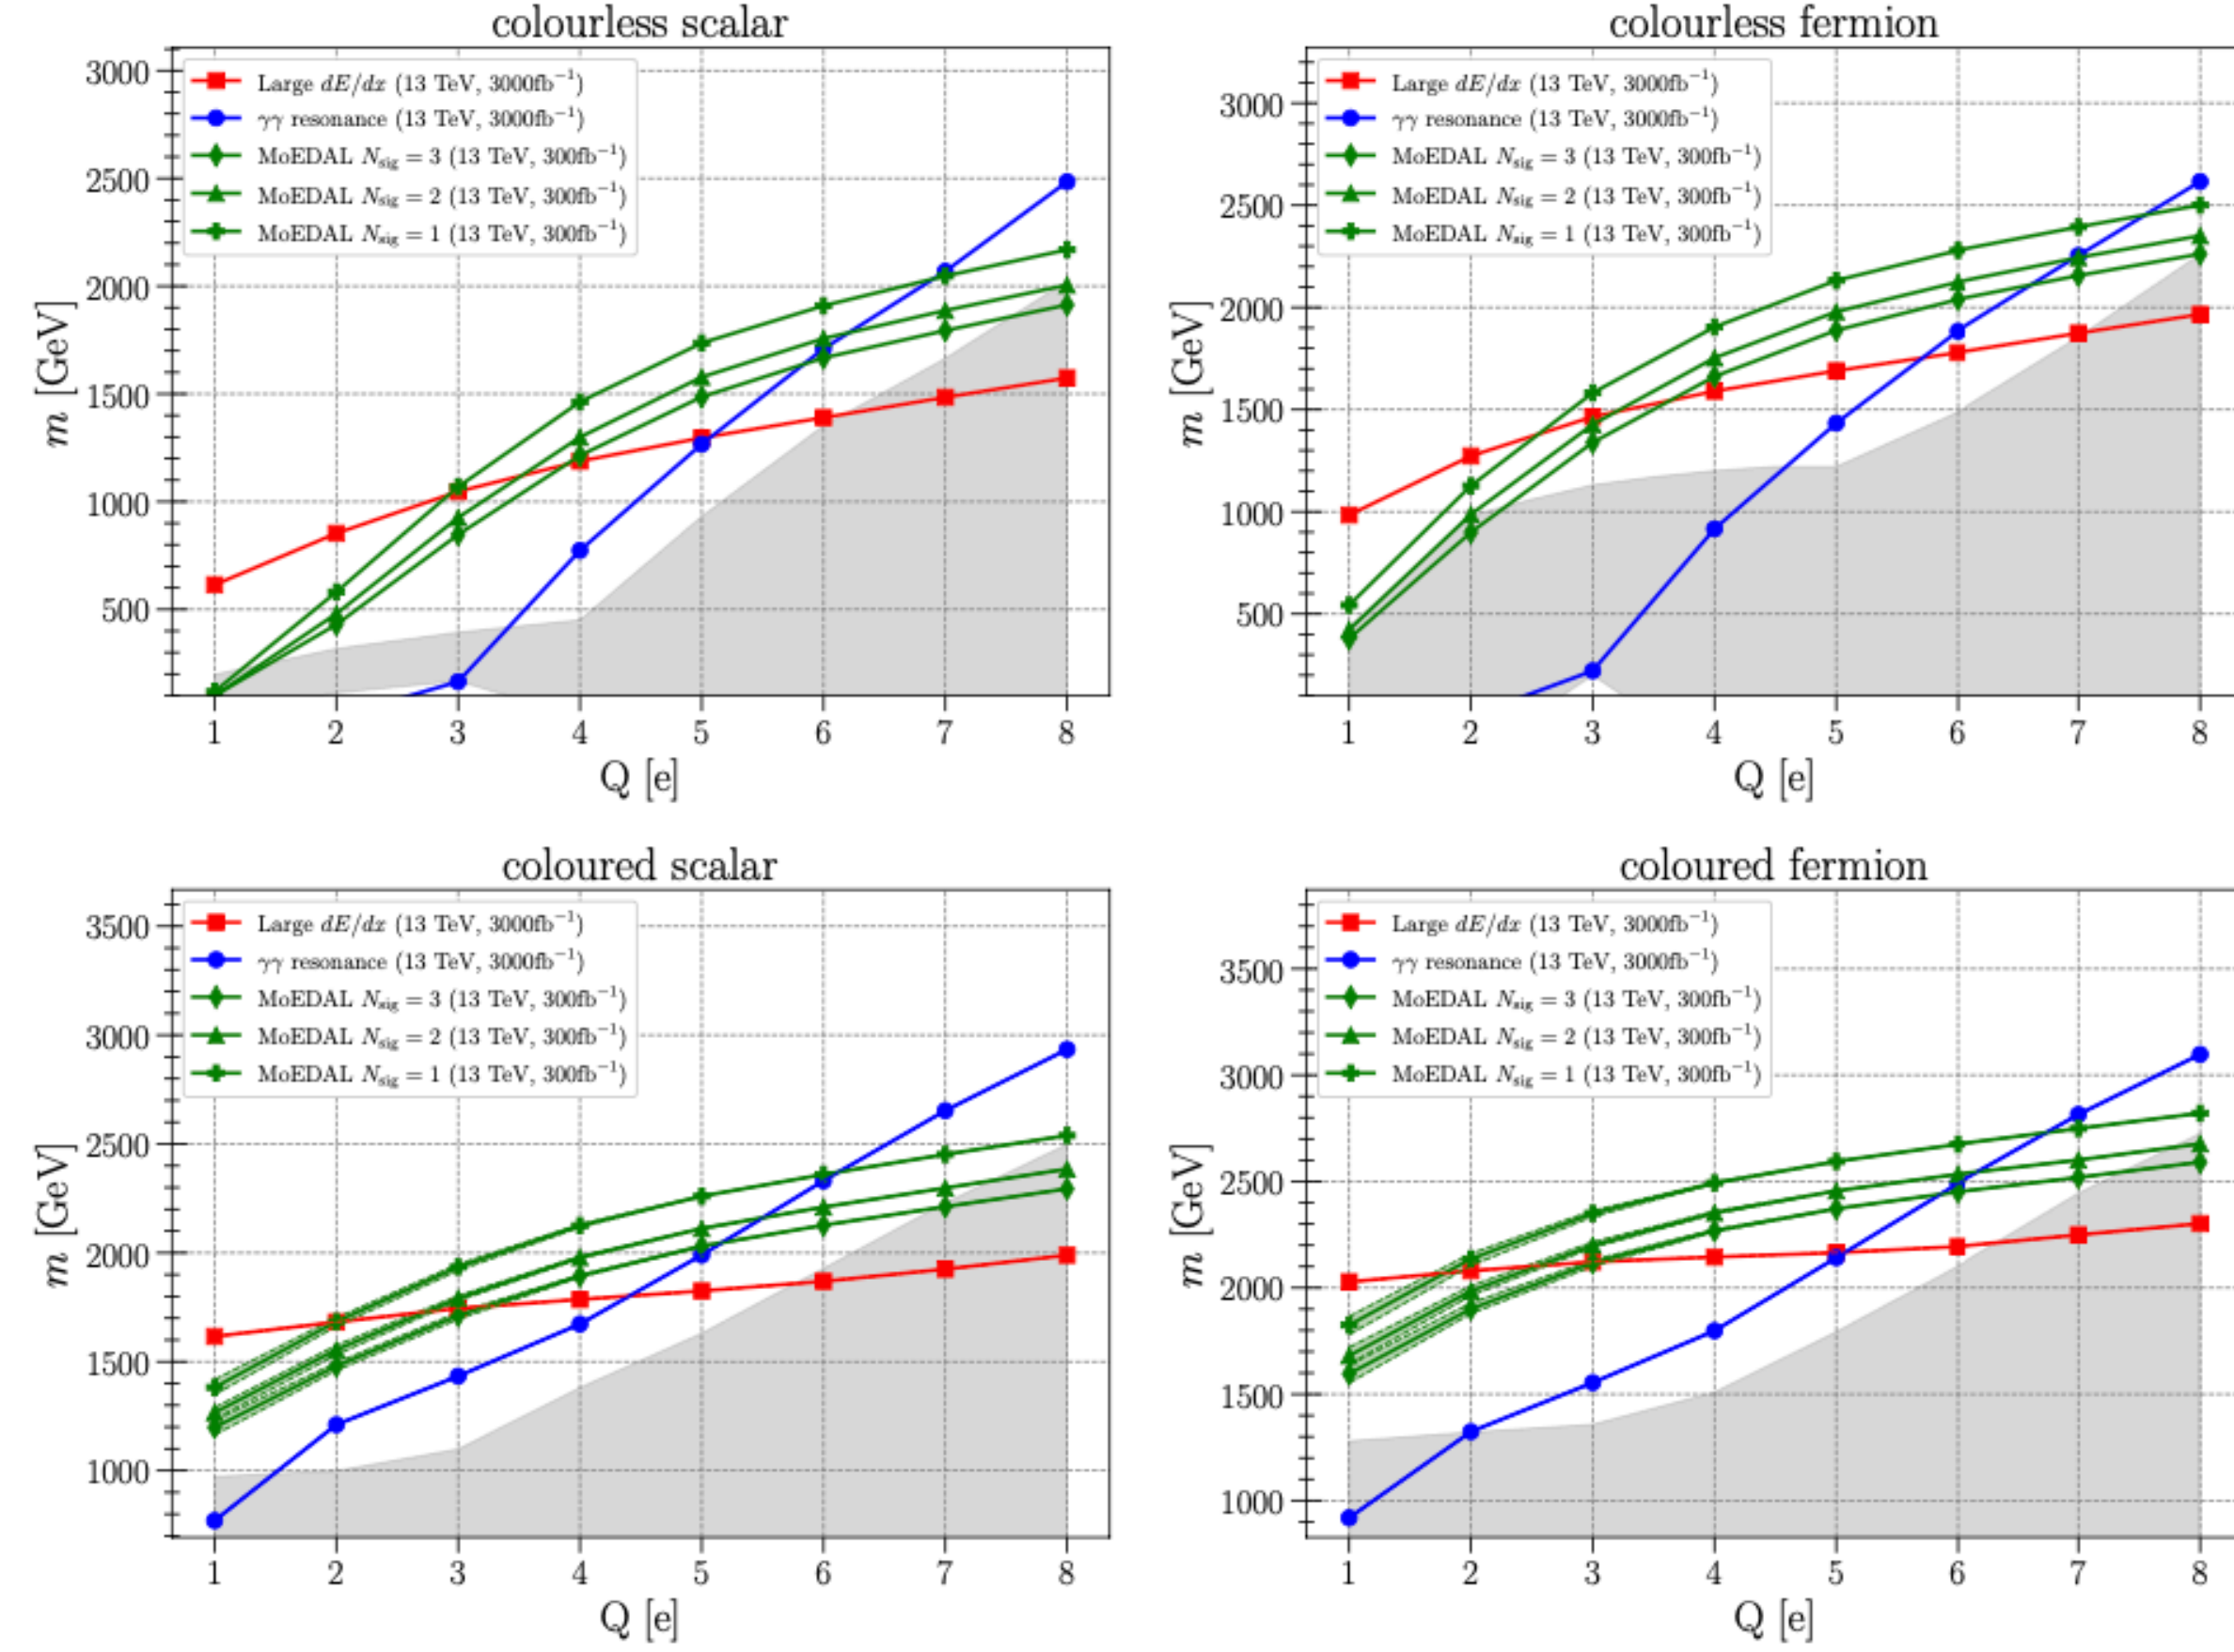 colourless scalar
Large dE/dx (13 TeV, 3000fb⁻¹)
γγ resonance (13 TeV, 3000fb⁻¹)
MoEDAL N_sig = 3 (13 TeV, 300fb⁻¹)
MoEDAL N_sig = 2 (13 TeV, 300fb⁻¹)
MoEDAL N_sig = 1 (13 TeV, 300fb⁻¹)
3000
2500
2000
1500
1000
500
m [GeV]
1 2 3 4 5 6 7 8
Q [e]
colourless fermion
Large dE/dx (13 TeV, 3000fb⁻¹)
γγ resonance (13 TeV, 3000fb⁻¹)
MoEDAL N_sig = 3 (13 TeV, 300fb⁻¹)
MoEDAL N_sig = 2 (13 TeV, 300fb⁻¹)
MoEDAL N_sig = 1 (13 TeV, 300fb⁻¹)
3000
2500
2000
1500
1000
500
m [GeV]
1 2 3 4 5 6 7 8
Q [e]
coloured scalar
Large dE/dx (13 TeV, 3000fb⁻¹)
γγ resonance (13 TeV, 3000fb⁻¹)
MoEDAL N_sig = 3 (13 TeV, 300fb⁻¹)
MoEDAL N_sig = 2 (13 TeV, 300fb⁻¹)
MoEDAL N_sig = 1 (13 TeV, 300fb⁻¹)
3500
3000
2500
2000
1500
1000
m [GeV]
1 2 3 4 5 6 7 8
Q [e]
coloured fermion
Large dE/dx (13 TeV, 3000fb⁻¹)
γγ resonance (13 TeV, 3000fb⁻¹)
MoEDAL N_sig = 3 (13 TeV, 300fb⁻¹)
MoEDAL N_sig = 2 (13 TeV, 300fb⁻¹)
MoEDAL N_sig = 1 (13 TeV, 300fb⁻¹)
3500
3000
2500
2000
1500
1000
m [GeV]
1 2 3 4 5 6 7 8
Q [e]